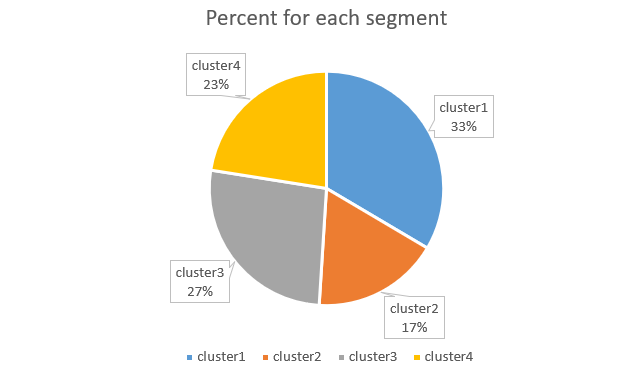 Percent for each segment
cluster4
23%
cluster1
33%
cluster3
27%
cluster2
17%
cluster1 cluster2 cluster3 cluster4